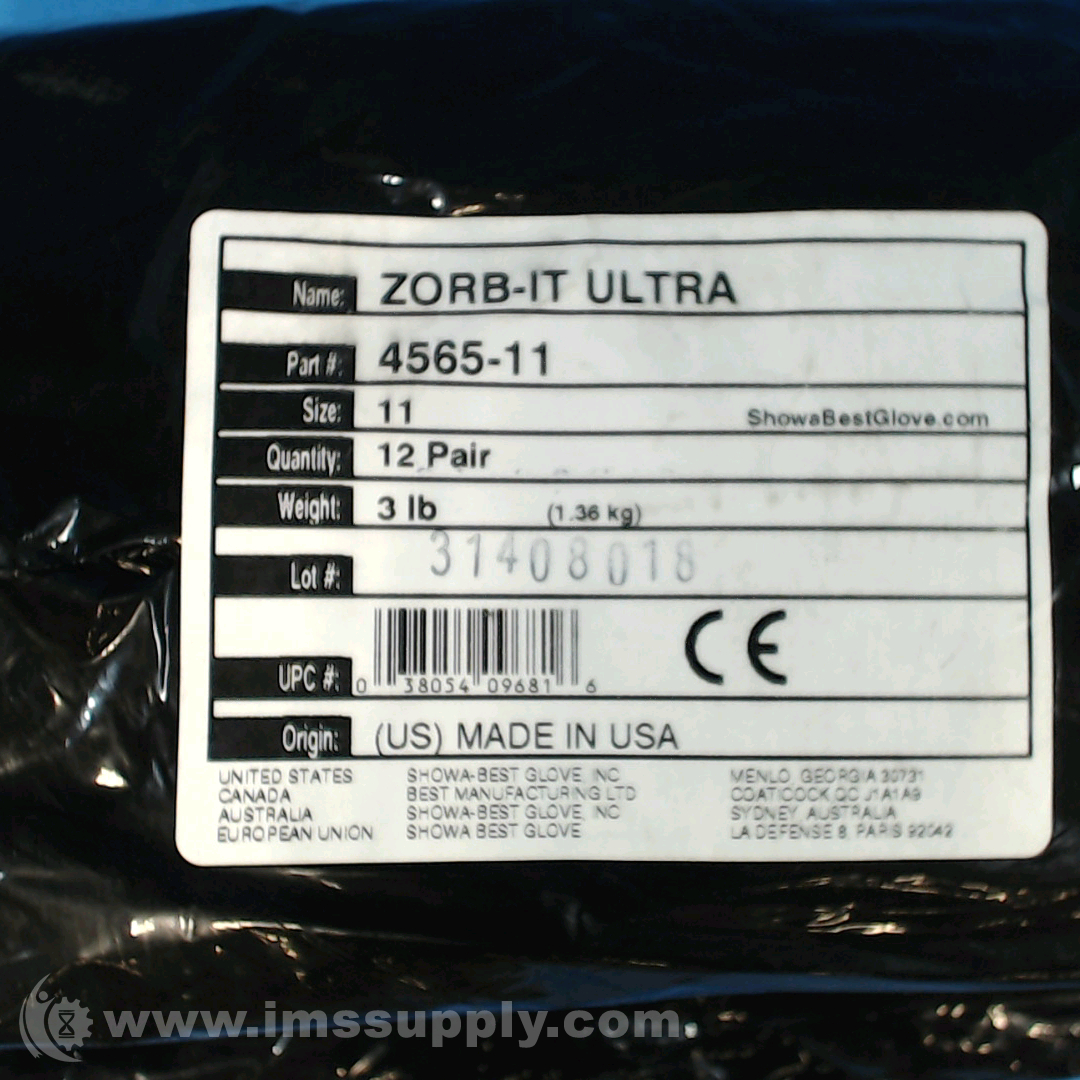 Name: ZORB-IT ULTRA
Part #: 4565-11
Size: 11 ShowaBestGlove.com
Quantity: 12 Pair
Weight: 3 lb (1.36 kg)
Lot #: 31408018
CE
UPC #: 0 38054 09681 6
Origin: (US) MADE IN USA
UNITED STATES SHOWA-BEST GLOVE, INC MENLO, GEORGIA 30731
CANADA BEST MANUFACTURING LTD COATICOOK QC J1A1A9
AUSTRALIA SHOWA-BEST GLOVE, INC SYDNEY, AUSTRALIA
EUROPEAN UNION SHOWA BEST GLOVE LA DEFENSE 8, PARIS 92042
www.imssupply.com